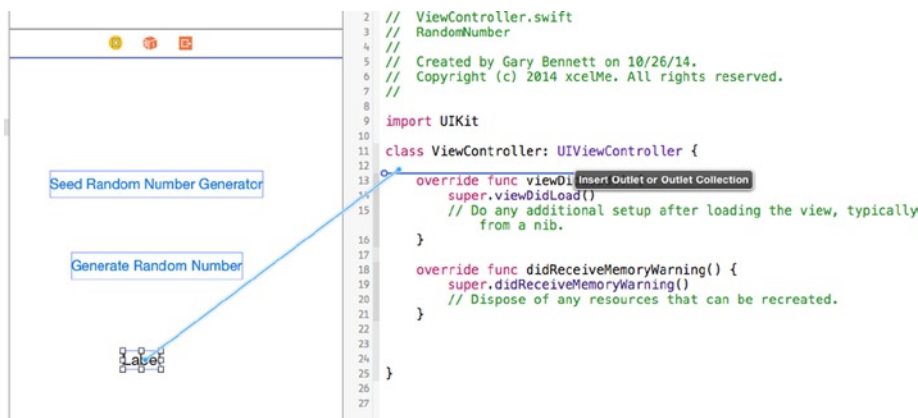 Seed Random Number Generator
Generate Random Number
Label
2 // ViewController.swift
3 // RandomNumber
4 //
5 // Created by Gary Bennett on 10/26/14.
6 // Copyright (c) 2014 xcelMe. All rights reserved.
7 //
8
9 import UIKit
10
11 class ViewController: UIViewController {
12
13 override func viewDi Insert Outlet or Outlet Collection
14 super.viewDidLoad()
15 // Do any additional setup after loading the view, typically
from a nib.
16 }
17
18 override func didReceiveMemoryWarning() {
19 super.didReceiveMemoryWarning()
20 // Dispose of any resources that can be recreated.
21 }
22
23
24
25 }
26
27